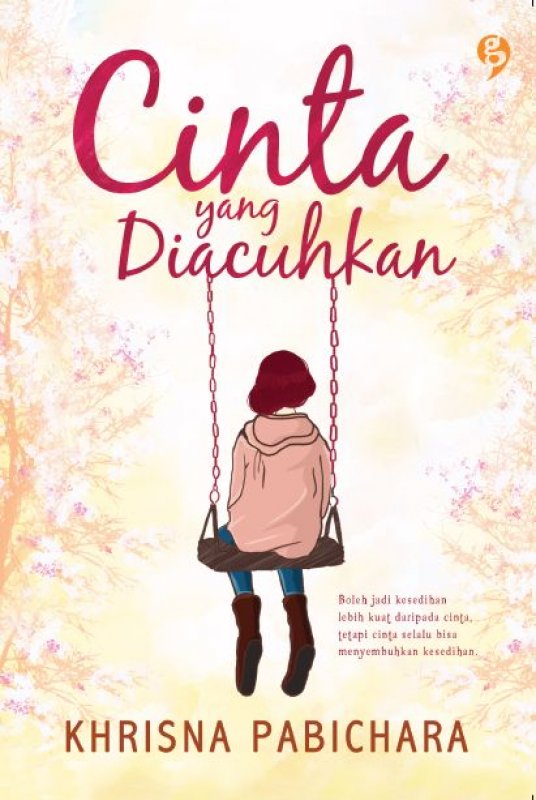 Cinta
yang
Diacuhkan
Boleh jadi kesedihan
lebih kuat daripada cinta,
tetapi cinta selalu bisa
menyembuhkan kesedihan.
KHRISNA PABICHARA